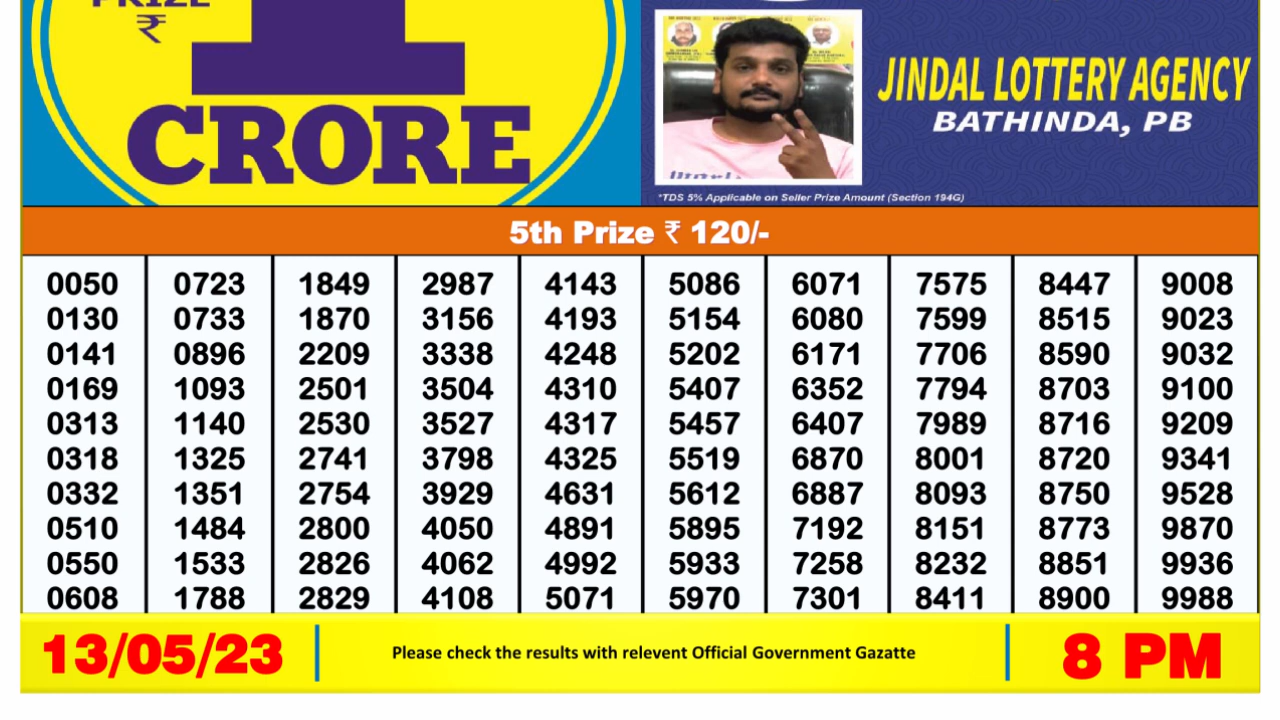 PRIZE
₹
1
CRORE
JINDAL LOTTERY AGENCY
BATHINDA, PB
*TDS 5% Applicable on Seller Prize Amount (Section 194G)
5th Prize ₹ 120/-
0050 0723 1849 2987 4143 5086 6071 7575 8447 9008
0130 0733 1870 3156 4193 5154 6080 7599 8515 9023
0141 0896 2209 3338 4248 5202 6171 7706 8590 9032
0169 1093 2501 3504 4310 5407 6352 7794 8703 9100
0313 1140 2530 3527 4317 5457 6407 7989 8716 9209
0318 1325 2741 3798 4325 5519 6870 8001 8720 9341
0332 1351 2754 3929 4631 5612 6887 8093 8750 9528
0510 1484 2800 4050 4891 5895 7192 8151 8773 9870
0550 1533 2826 4062 4992 5933 7258 8232 8851 9936
0608 1788 2829 4108 5071 5970 7301 8411 8900 9988
13/05/23 Please check the results with relevent Official Government Gazatte 8 PM